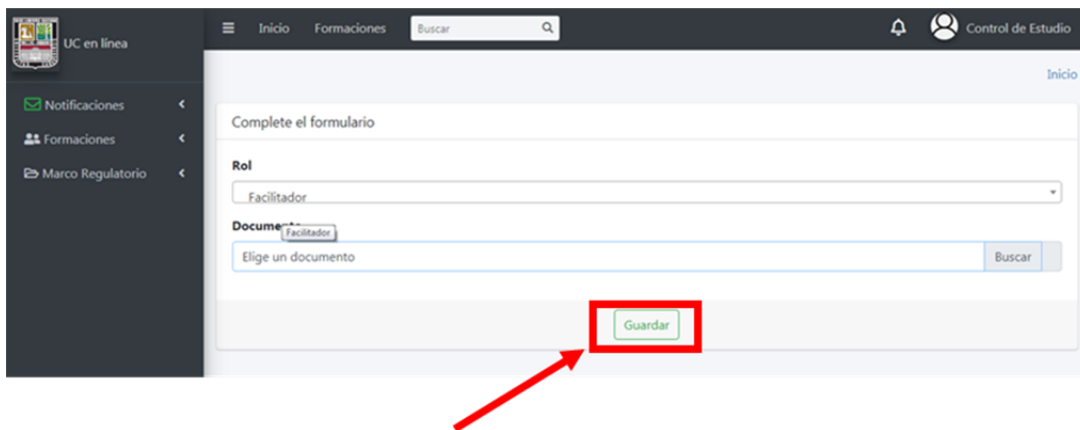 UC en línea
Inicio Formaciones Buscar Control de Estudio
Inicio
Notificaciones
Formaciones
Marco Regulatorio
Complete el formulario
Rol
Facilitador
Docume
Facilitador
Elige un documento Buscar
Guardar